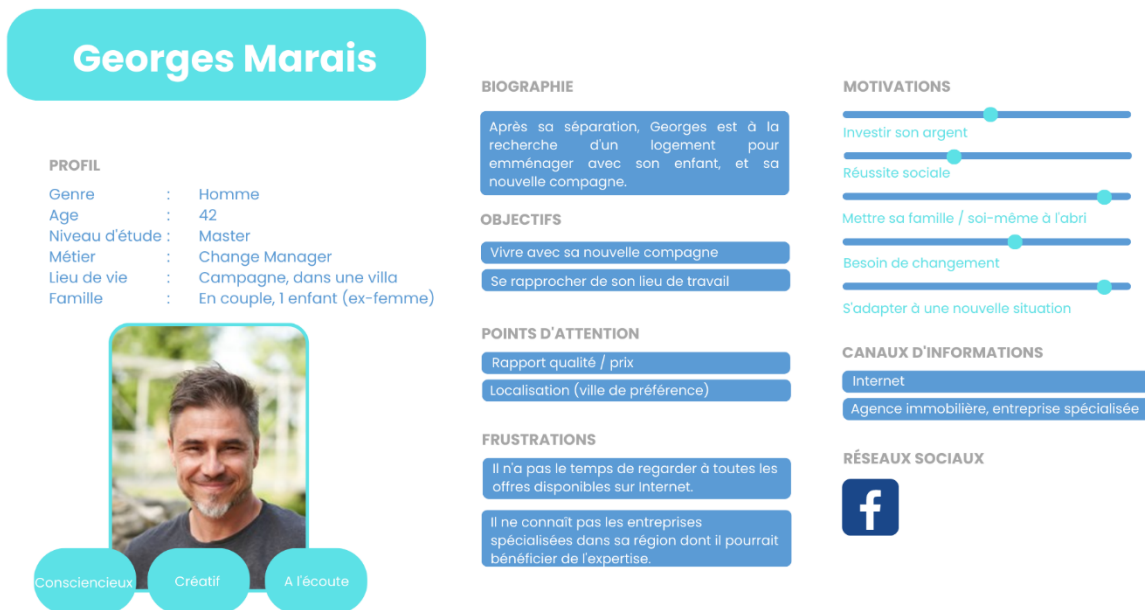 Georges Marais
PROFIL
Genre : Homme
Age : 42
Niveau d'étude : Master
Métier : Change Manager
Lieu de vie : Campagne, dans une villa
Famille : En couple, 1 enfant (ex-femme)
Consciencieux
Créatif
A l'écoute
BIOGRAPHIE
Après sa séparation, Georges est à la
recherche d'un logement pour
emménager avec son enfant, et sa
nouvelle compagne.
OBJECTIFS
Vivre avec sa nouvelle compagne
Se rapprocher de son lieu de travail
POINTS D'ATTENTION
Rapport qualité / prix
Localisation (ville de préférence)
FRUSTRATIONS
Il n'a pas le temps de regarder à toutes les
offres disponibles sur Internet.
Il ne connaît pas les entreprises
spécialisées dans sa région dont il pourrait
bénéficier de l'expertise.
MOTIVATIONS
Investir son argent
Réussite sociale
Mettre sa famille / soi-même à l'abri
Besoin de changement
S'adapter à une nouvelle situation
CANAUX D'INFORMATIONS
Internet
Agence immobilière, entreprise spécialisée
RÉSEAUX SOCIAUX
f